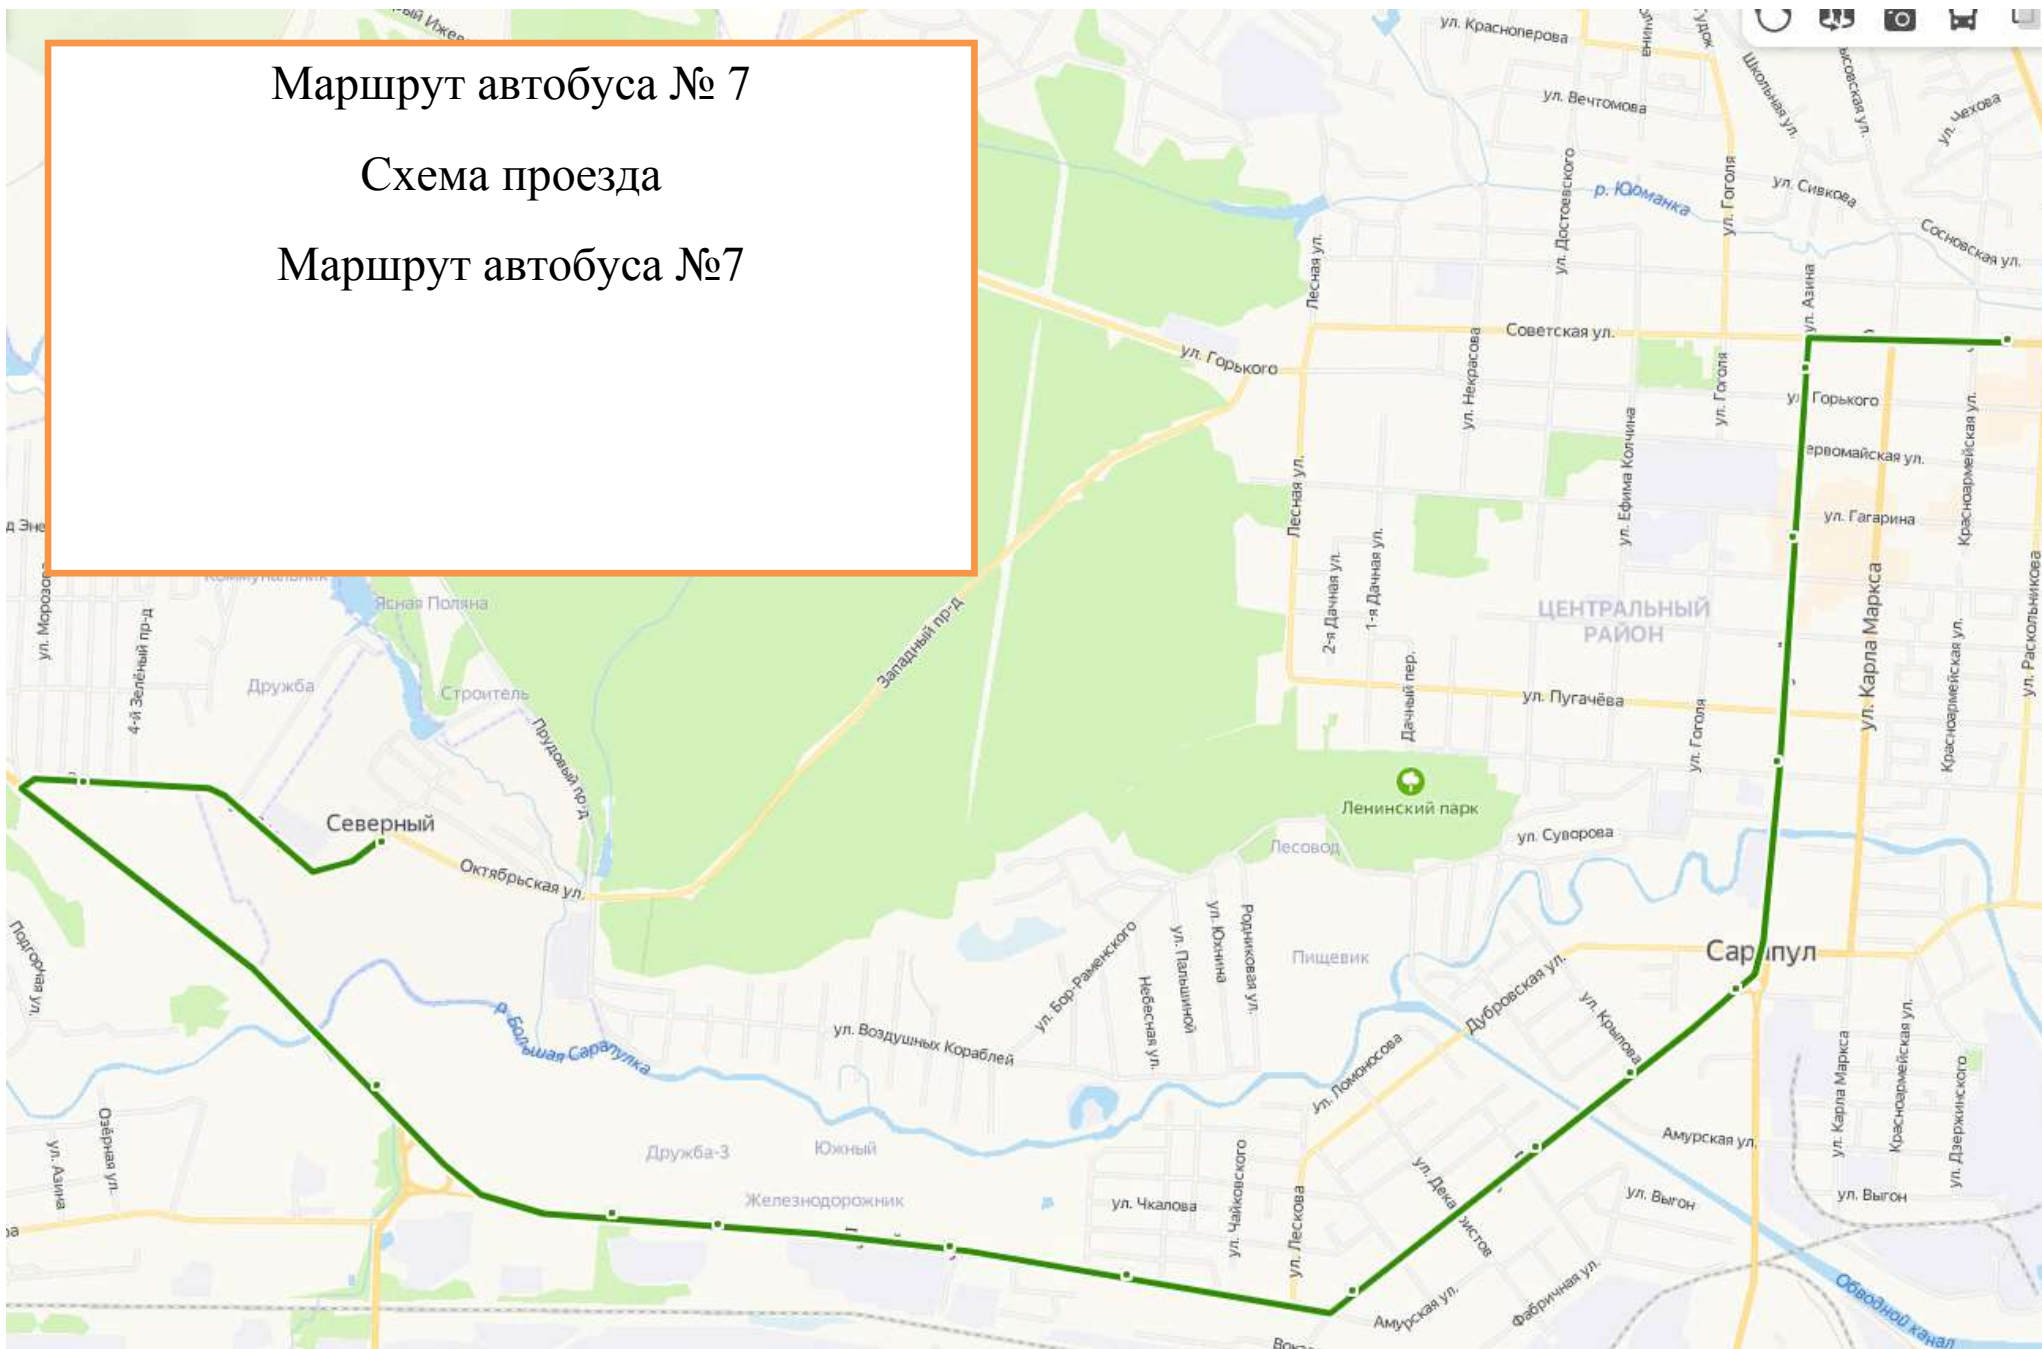 Маршрут автобуса № 7
Схема проезда
Маршрут автобуса №7
ул. Красноперова
ул. Вечтомова
Школьная ул.
ул. Чехова
ул. Достоевского
р. Юрманка
ул. Гоголя
ул. Сивкова
Сосновская ул.
Лесная ул.
ул. Азина
Советская ул.
ул. Горького
ул. Некрасова
ул. Гоголя
Горького
ул. Ефима Колчина
Красноармейская ул.
ервомайская ул.
Лесная ул.
ул. Гагарина
2-я Дачная ул.
1-я Дачная ул.
ЦЕНТРАЛЬНЫЙ
РАЙОН
ул. Карла Маркса
ул. Раскольникова
Красноармейская ул.
Дачный пер.
ул. Пугачёва
ул. Гоголя
Ясная Поляна
4-й Зелёный пр-д
Дружба
Строитель
Западный пр-д
Прудовый пр-д
Северный
Октябрьская ул.
Ленинский парк
Лесовод
ул. Суворова
Подгорная ул.
ул. Бор-Раменского
ул. Пальшиной
ул. Юхнина
Родниковая ул.
Небесная ул.
Пищевик
Дубровская ул.
Сарапул
р. Большая Сарапулка
ул. Воздушных Кораблей
ул. Крылова
ул. Ломоносова
Амурская ул.
ул. Карла Маркса
Красноармейская ул.
ул. Дзержинского
Озёрная ул.
ул. Азина
Дружба-3
Южный
Железнодорожник
ул. Чкалова
ул. Чайковского
ул. Лескова
ул. Дека ристов
ул. Выгон
ул. Выгон
Амурская ул.
Фабричная ул.
Обводной канал